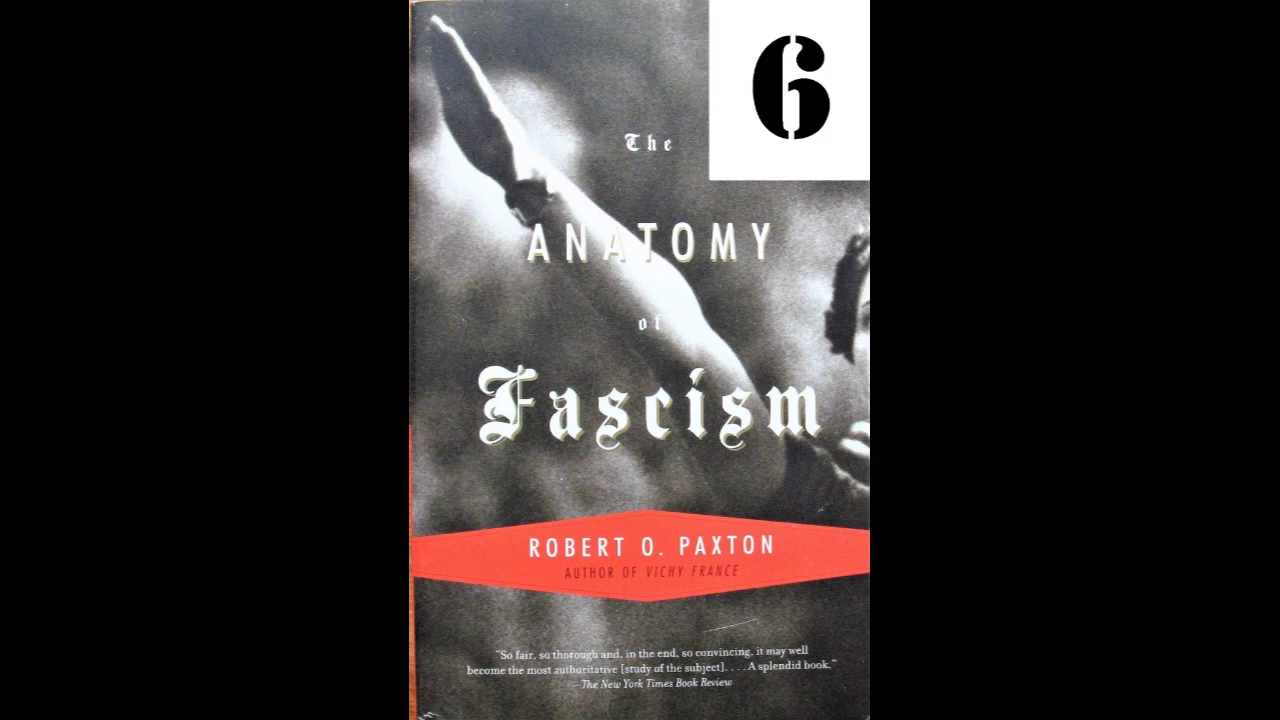 6
The
ANATOMY
of
Fascism
ROBERT O. PAXTON
AUTHOR OF VICHY FRANCE
"So fair, so thorough and, in the end, so convincing, it may well
become the most authoritative [study of the subject]. . . . A splendid book."
—The New York Times Book Review